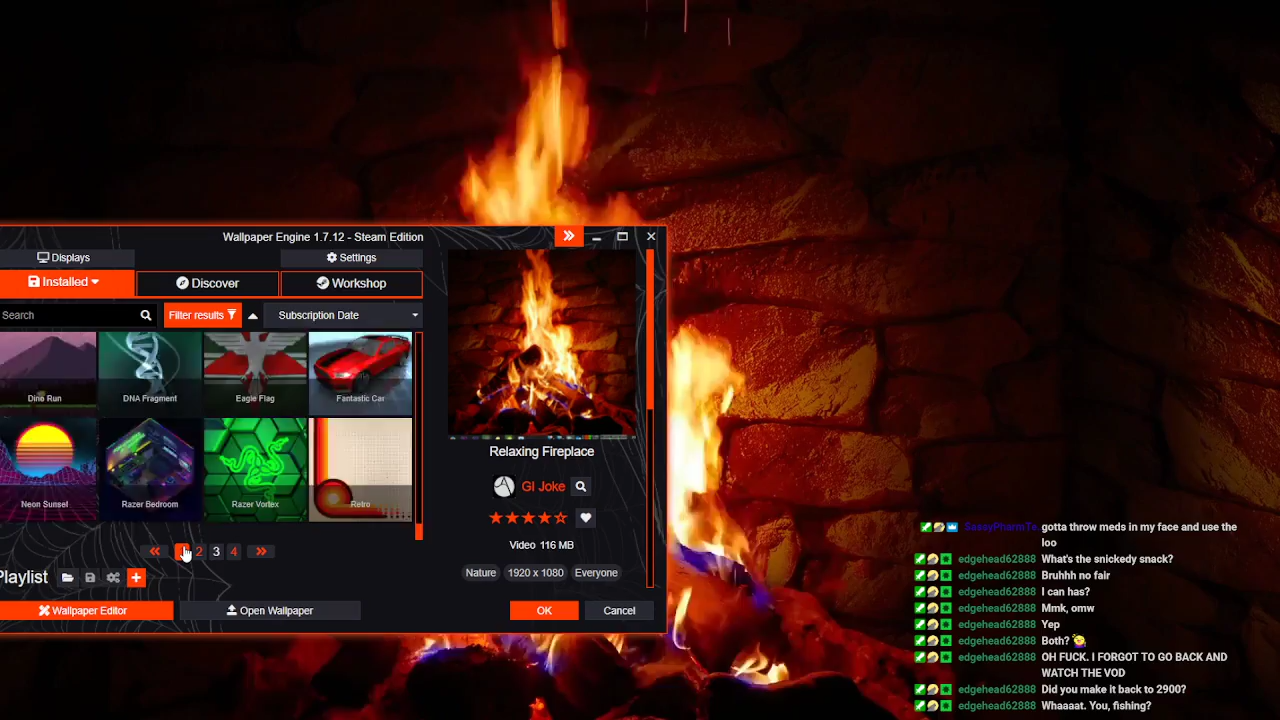 Wallpaper Engine 1.7.12 - Steam Edition
Displays
Settings
Installed
Discover
Workshop
Search
Filter results
Subscription Date
Dino Run
DNA Fragment
Eagle Flag
Fantastic Car
Neon Sunset
Razer Bedroom
Razer Vortex
Retro
2
3
4
Playlist
Wallpaper Editor
Open Wallpaper
Relaxing Fireplace
GI Joke
Video 116 MB
Nature
1920 x 1080
Everyone
OK
Cancel
SassyPharmTe gotta throw meds in my face and use the
loo
edgehead62888 What's the snickedy snack?
edgehead62888 Bruhhh no fair
edgehead62888 I can has?
edgehead62888 Mmk, omw
edgehead62888 Yep
edgehead62888 Both?
edgehead62888 OH FUCK. I FORGOT TO GO BACK AND
WATCH THE VOD
edgehead62888 Did you make it back to 2900?
edgehead62888 Whaaaat. You, fishing?